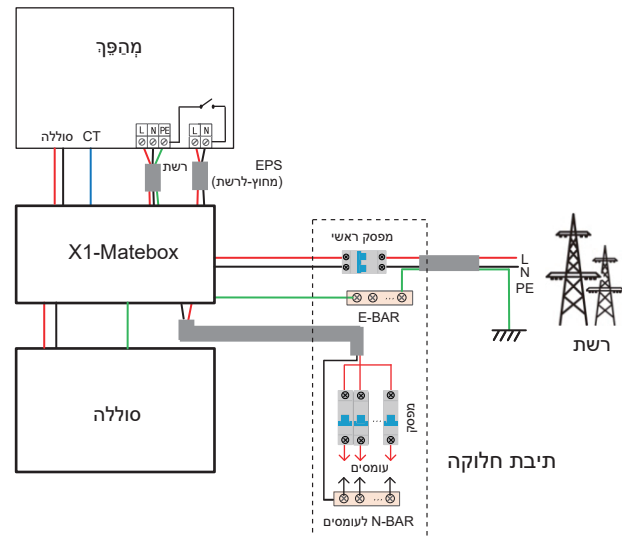 מְהַפֵּךְ
סוללה
CT
L N PE
L N
רשת
EPS
(מחוץ-לרשת)
X1-Matebox
מפסק ראשי
L
N
PE
E-BAR
רשת
סוללה
מפסק
עומסים
N-BAR לעומסים
תיבת חלוקה